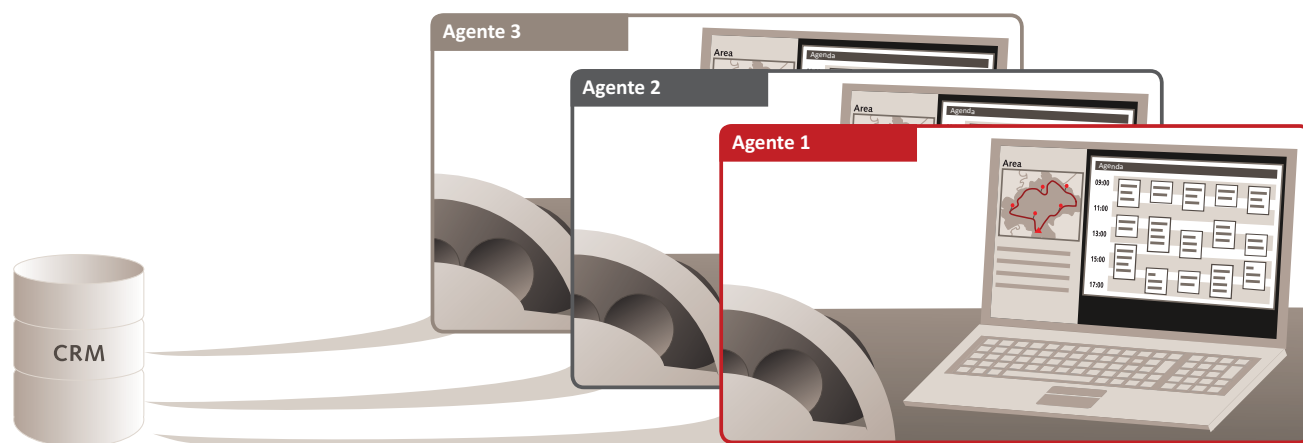 Agente 3
Area
Agenda
Agente 2
Area
Agenda
Agente 1
Area
Agenda
09:00
11:00
13:00
15:00
17:00
CRM